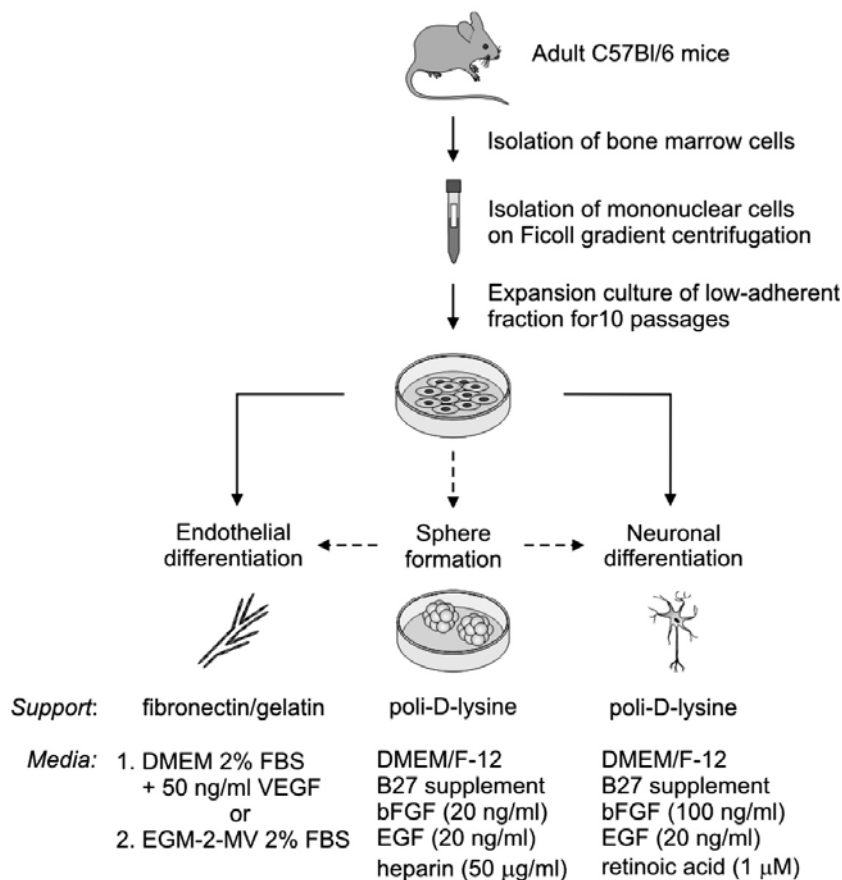 Adult C57Bl/6 mice
Isolation of bone marrow cells
Isolation of mononuclear cells
on Ficoll gradient centrifugation
Expansion culture of low-adherent
fraction for10 passages
Endothelial
differentiation
Sphere
formation
Neuronal
differentiation
Support: fibronectin/gelatin poli-D-lysine poli-D-lysine
Media: 1. DMEM 2% FBS DMEM/F-12 DMEM/F-12
+ 50 ng/ml VEGF B27 supplement B27 supplement
or bFGF (20 ng/ml) bFGF (100 ng/ml)
2. EGM-2-MV 2% FBS EGF (20 ng/ml) EGF (20 ng/ml)
heparin (50 µg/ml) retinoic acid (1 µM)